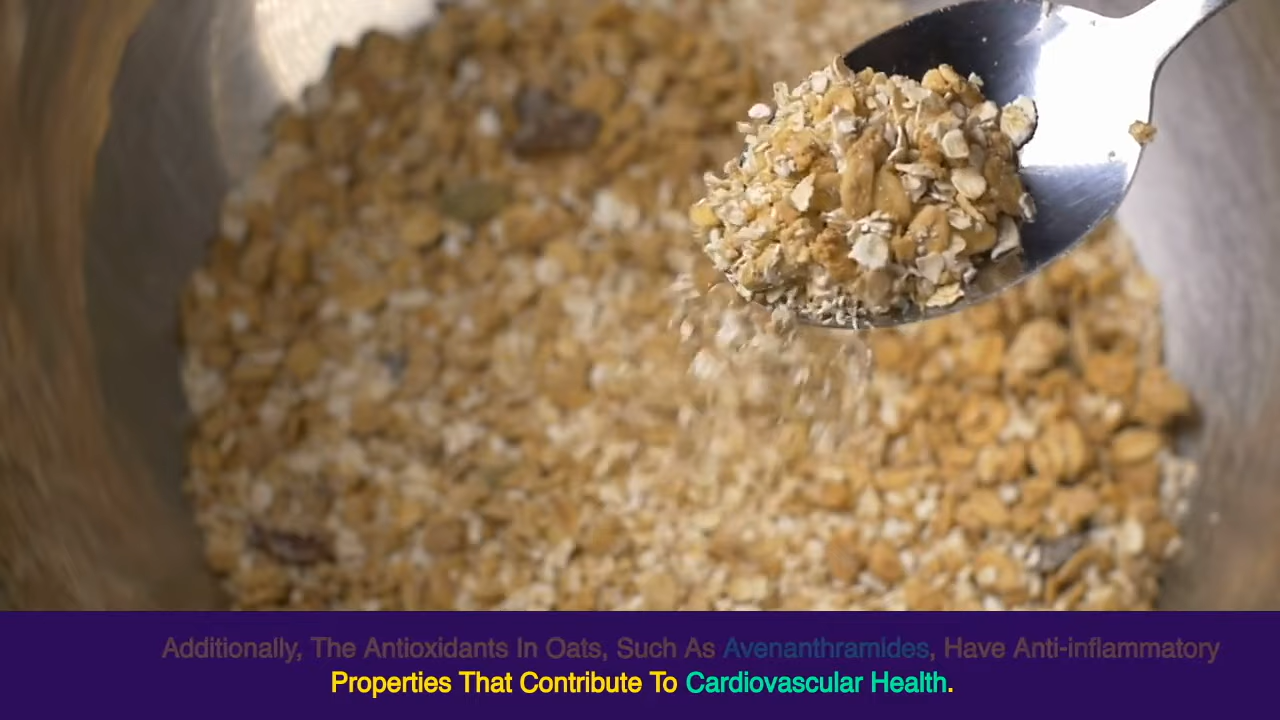 Additionally, The Antioxidants In Oats, Such As Avenanthramides, Have Anti-inflammatory
Properties That Contribute To Cardiovascular Health.